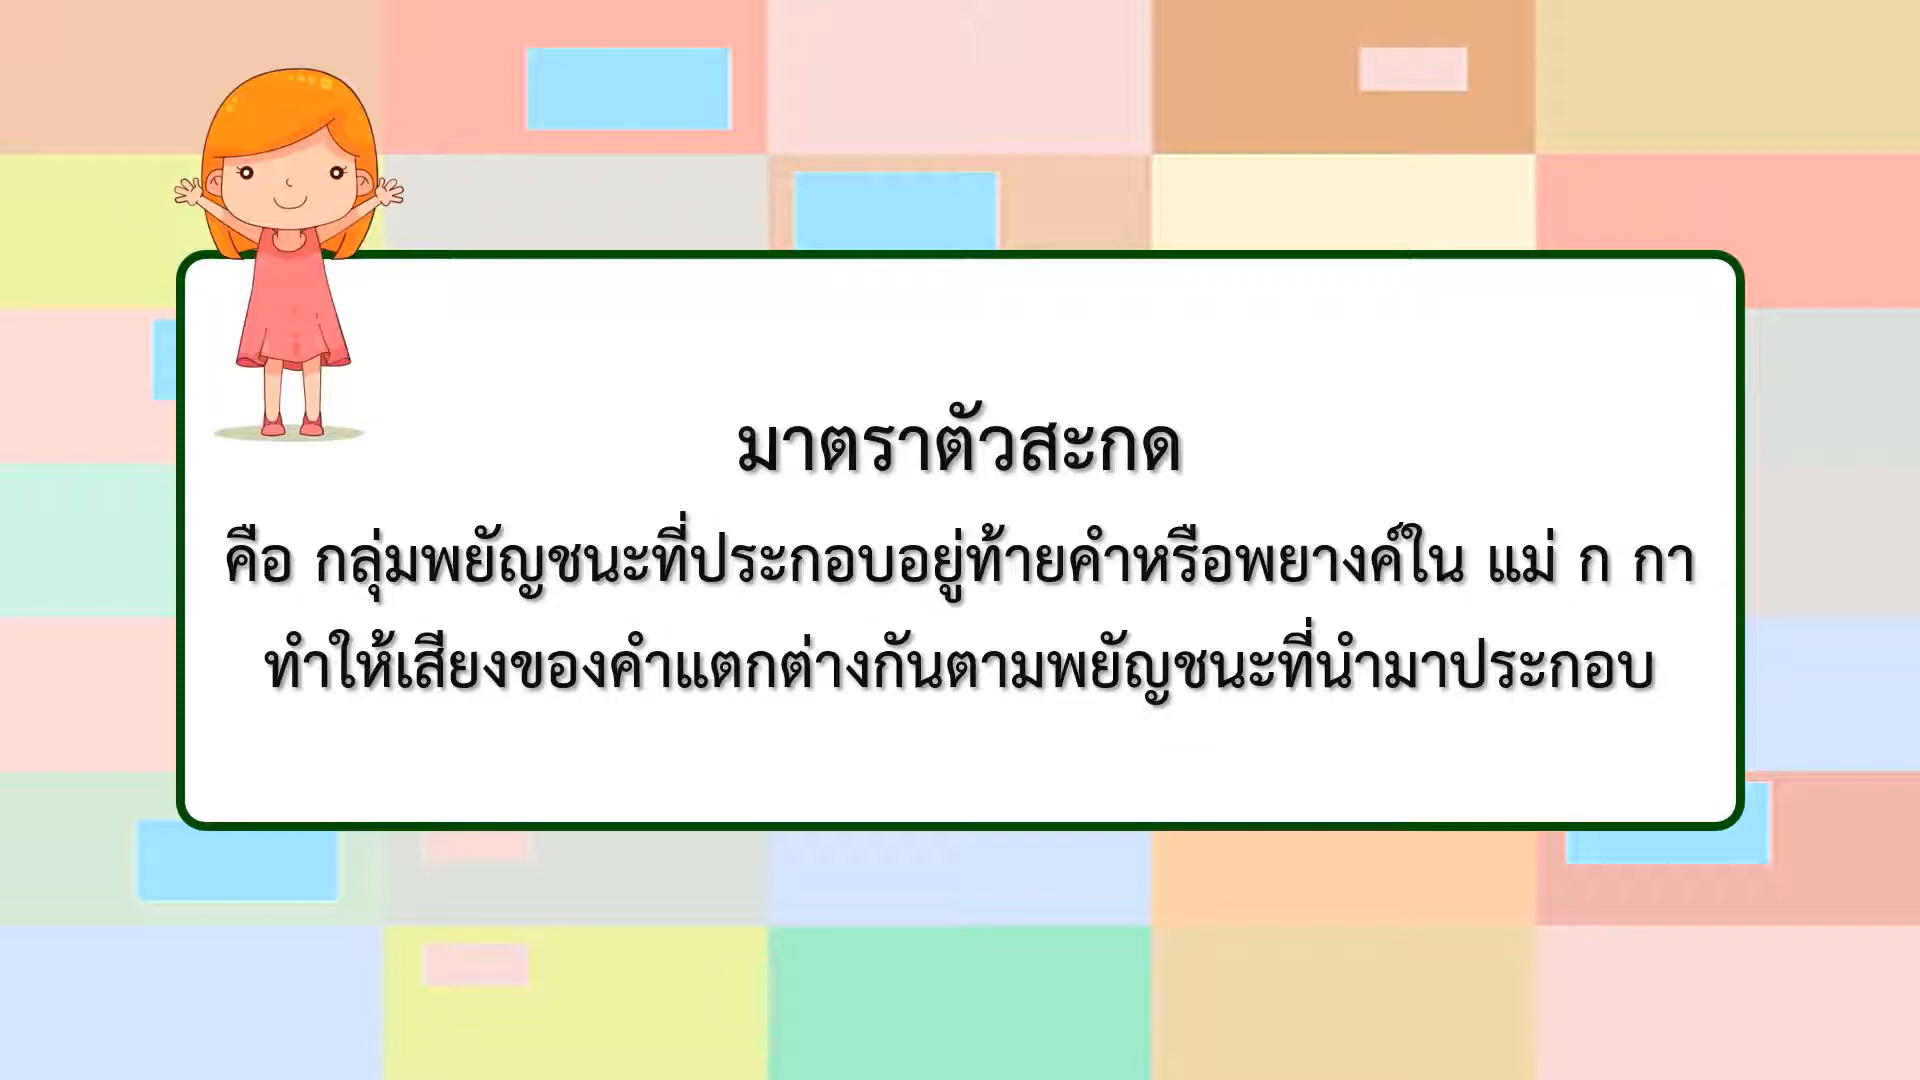 มาตราตัวสะกด
คือ กลุ่มพยัญชนะที่ประกอบอยู่ท้ายคำหรือพยางค์ใน แม่ ก กา
ทำให้เสียงของคำแตกต่างกันตามพยัญชนะที่นำมาประกอบ